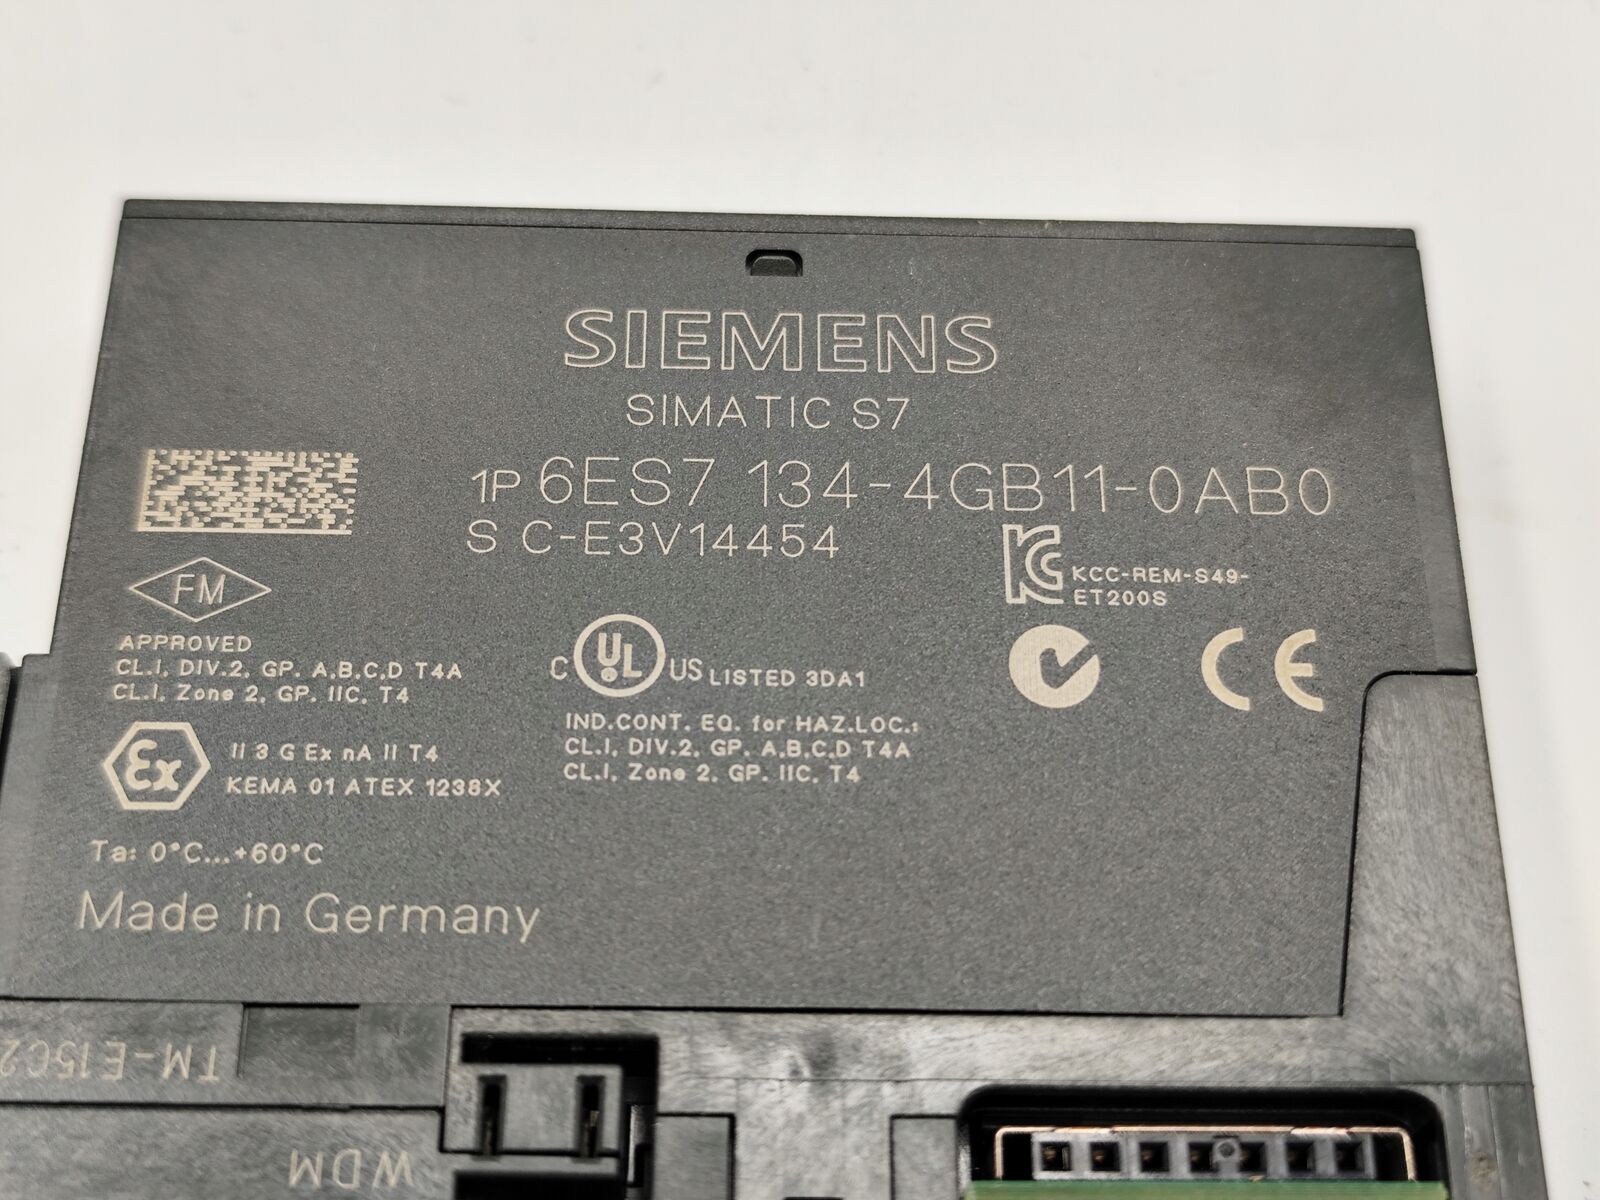 SIEMENS
SIMATIC S7
1P 6ES7 134-4GB11-0AB0
S C-E3V14454
KCC-REM-S49-
ET200S
FM
APPROVED
CL.I, DIV.2, GP. A,B,C,D T4A
CL.I, Zone 2, GP. IIC, T4
C UL US LISTED 3DA1
IND.CONT. EQ. for HAZ.LOC.:
CL.I, DIV.2, GP. A,B,C,D T4A
CL.I, Zone 2, GP. IIC, T4
CE
Ex
II 3 G Ex nA II T4
KEMA 01 ATEX 1238X
Ta: 0°C...+60°C
Made in Germany
TM-E15C2
WDM